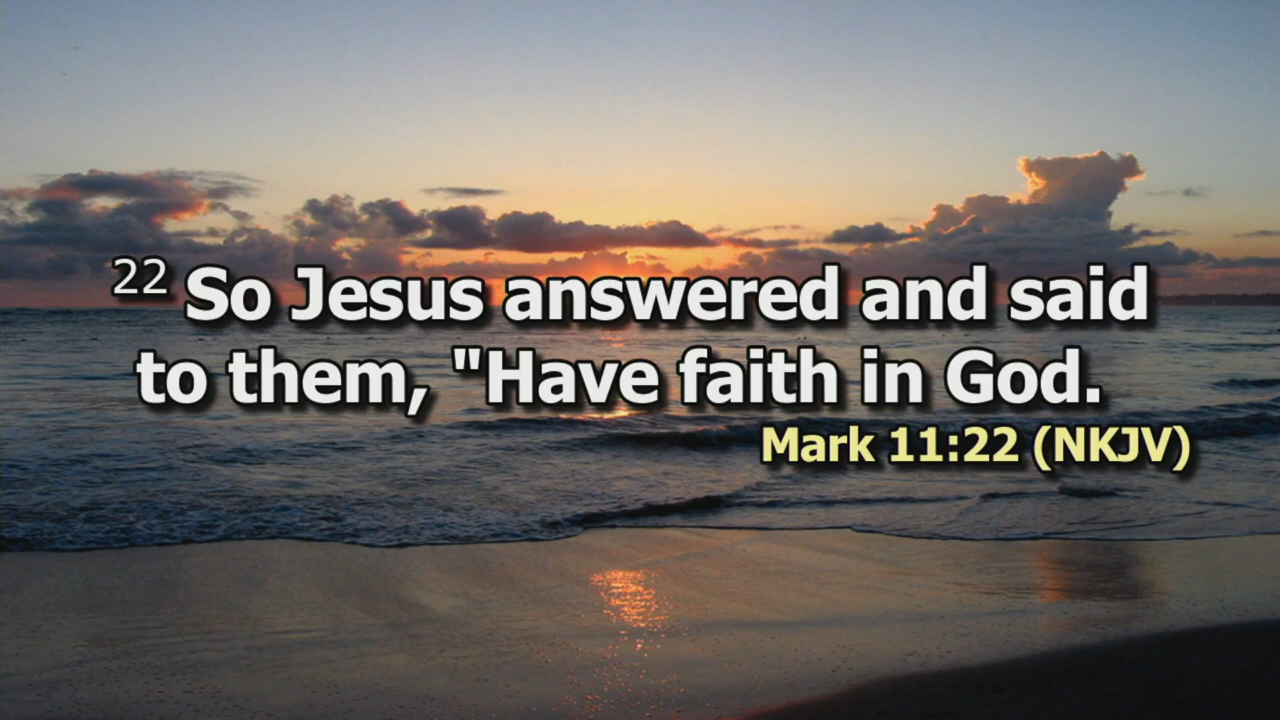 22 So Jesus answered and said
to them, "Have faith in God.
Mark 11:22 (NKJV)